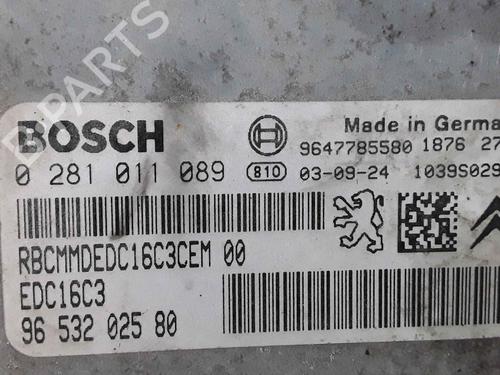 B-PARTS
BOSCH
Made in Germa
9647785580 1876 27
0 281 011 089 810 03-09-24 1039S029
RBCMMDEDC16C3CEM 00
EDC16C3
96 532 025 80